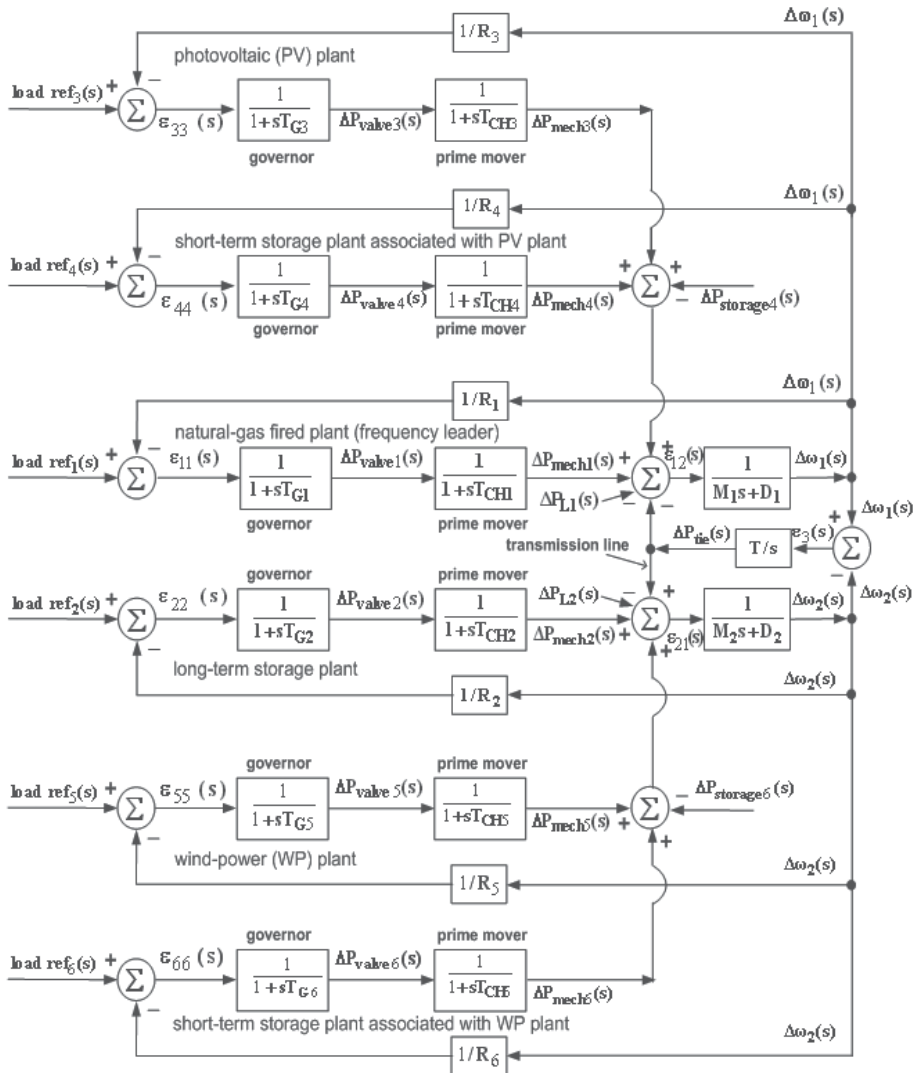 1/R3 Δω1(s)
photovoltaic (PV) plant
load ref3(s) + − Σ ε33 (s) 1/(1+sTG3) ΔPvalve3(s) 1/(1+sTCH3) ΔPmech3(s)
governor prime mover
1/R4 Δω1(s)
short-term storage plant associated with PV plant
load ref4(s) + − Σ ε44 (s) 1/(1+sTG4) ΔPvalve4(s) 1/(1+sTCH4) ΔPmech4(s) + + + Σ − ΔPstorage4(s)
governor prime mover
1/R1 Δω1(s)
natural-gas fired plant (frequency leader)
load ref1(s) + − Σ ε11(s) 1/(1+sTG1) ΔPvalve1(s) 1/(1+sTCH1) ΔPmech1(s) + + Σ ε12(s) 1/(M1s+D1) Δω1(s)
ΔPL1(s) − −
governor prime mover
Δω1(s)
transmission line ΔPtie(s) T/s ε3(s) + Σ −
Δω2(s)
governor prime mover
ΔPL2(s) − +
load ref2(s) + − Σ ε22 (s) 1/(1+sTG2) ΔPvalve2(s) 1/(1+sTCH2) ΔPmech2(s) + + Σ ε21(s) 1/(M2s+D2) Δω2(s)
long-term storage plant
1/R2 Δω2(s)
governor prime mover
load ref5(s) + − Σ ε55 (s) 1/(1+sTG5) ΔPvalve5(s) 1/(1+sTCH5) ΔPmech5(s) + + Σ − ΔPstorage6(s)
wind-power (WP) plant
1/R5 Δω2(s)
governor prime mover
load ref6(s) + − Σ ε66 (s) 1/(1+sTG6) ΔPvalve6(s) 1/(1+sTCH6) ΔPmech6(s)
short-term storage plant associated with WP plant
1/R6 Δω2(s)